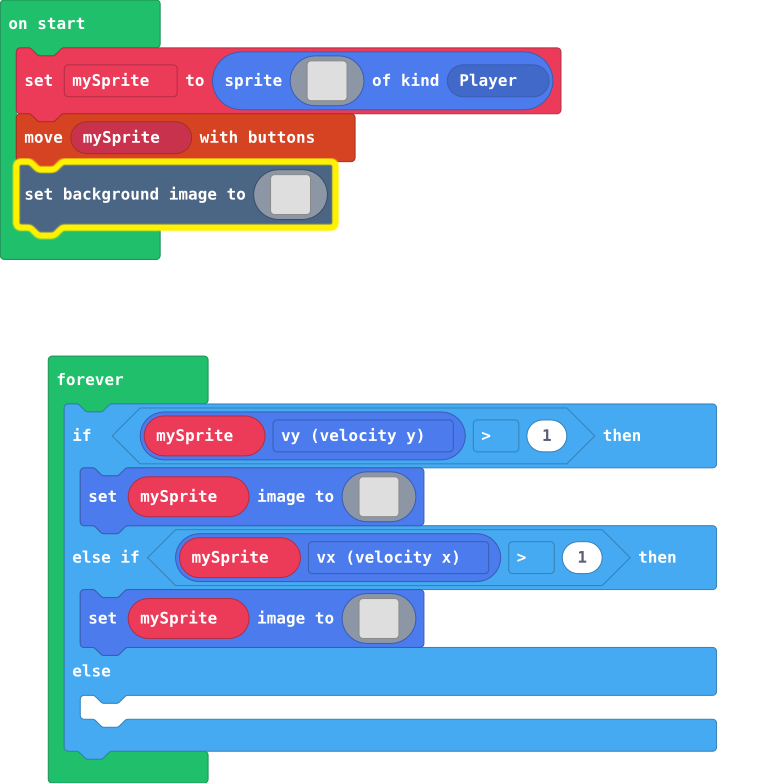 on start
set mySprite to sprite of kind Player
move mySprite with buttons
set background image to
forever
if mySprite vy (velocity y) > 1 then
set mySprite image to
else if mySprite vx (velocity x) > 1 then
set mySprite image to
else